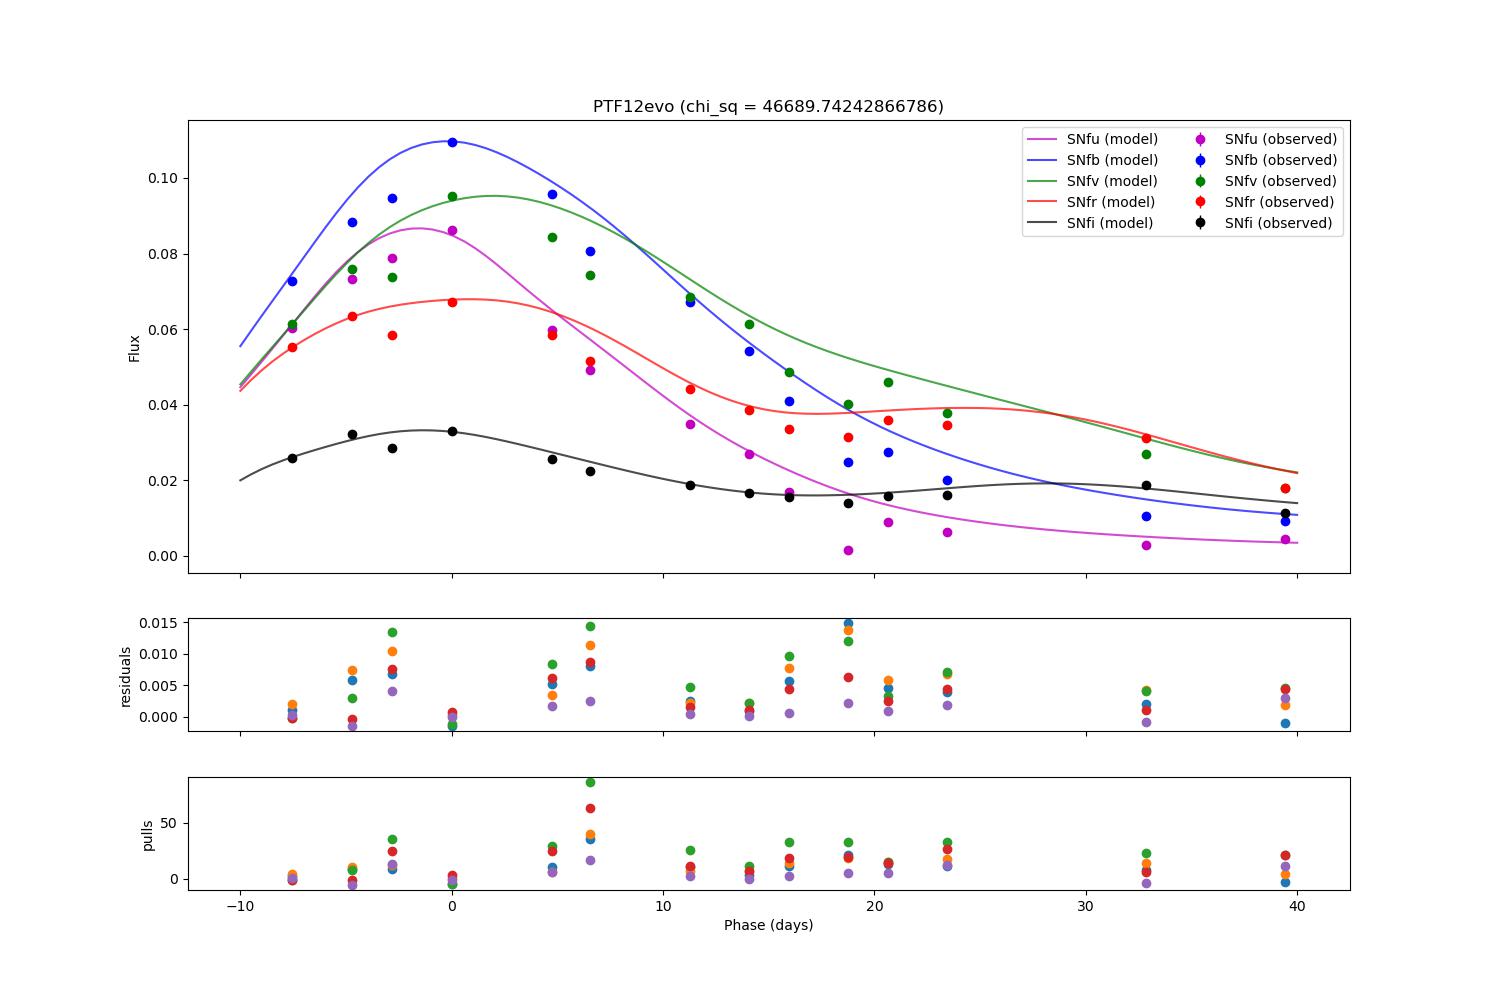 PTF12evo (chi_sq = 46689.74242866786)
SNfu (model) SNfu (observed)
SNfb (model) SNfb (observed)
SNfv (model) SNfv (observed)
SNfr (model) SNfr (observed)
SNfi (model) SNfi (observed)
Flux
0.10
0.08
0.06
0.04
0.02
0.00
residuals
0.015
0.010
0.005
0.000
pulls
50
0
−10 0 10 20 30 40
Phase (days)